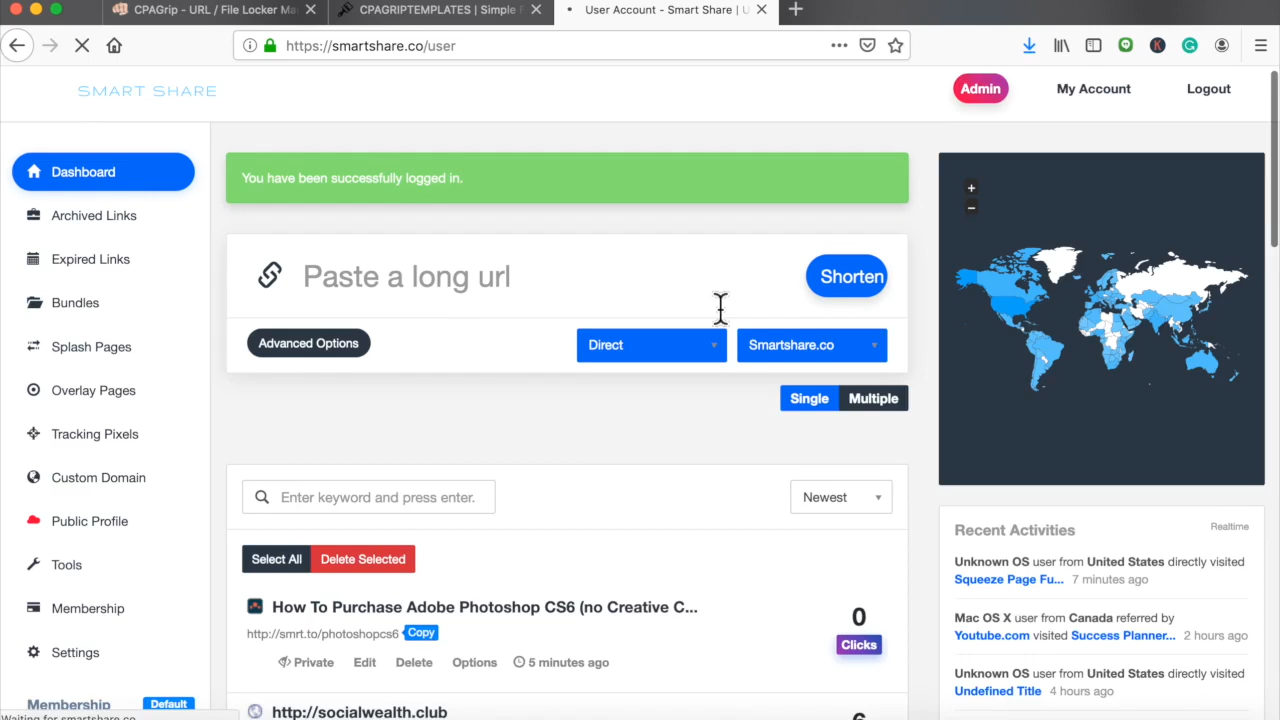 CPAGrip - URL / File Locker Ma
CPAGRIPTEMPLATES | Simple
User Account - Smart Share | U
https://smartshare.co/user
SMART SHARE
Admin
My Account
Logout
Dashboard
Archived Links
Expired Links
Bundles
Splash Pages
Overlay Pages
Tracking Pixels
Custom Domain
Public Profile
Tools
Membership
Settings
Membership
Default
Waiting for smartshare.co
You have been successfully logged in.
Paste a long url
Shorten
Advanced Options
Direct
Smartshare.co
Single
Multiple
Enter keyword and press enter.
Newest
Select All
Delete Selected
How To Purchase Adobe Photoshop CS6 (no Creative C...
http://smrt.to/photoshopcs6
Copy
Private Edit Delete Options 5 minutes ago
0
Clicks
http://socialwealth.club
+
−
Recent Activities
Realtime
Unknown OS user from United States directly visited
Squeeze Page Fu... 7 minutes ago
Mac OS X user from Canada referred by
Youtube.com visited Success Planner... 2 hours ago
Unknown OS user from United States directly visited
Undefined Title 4 hours ago